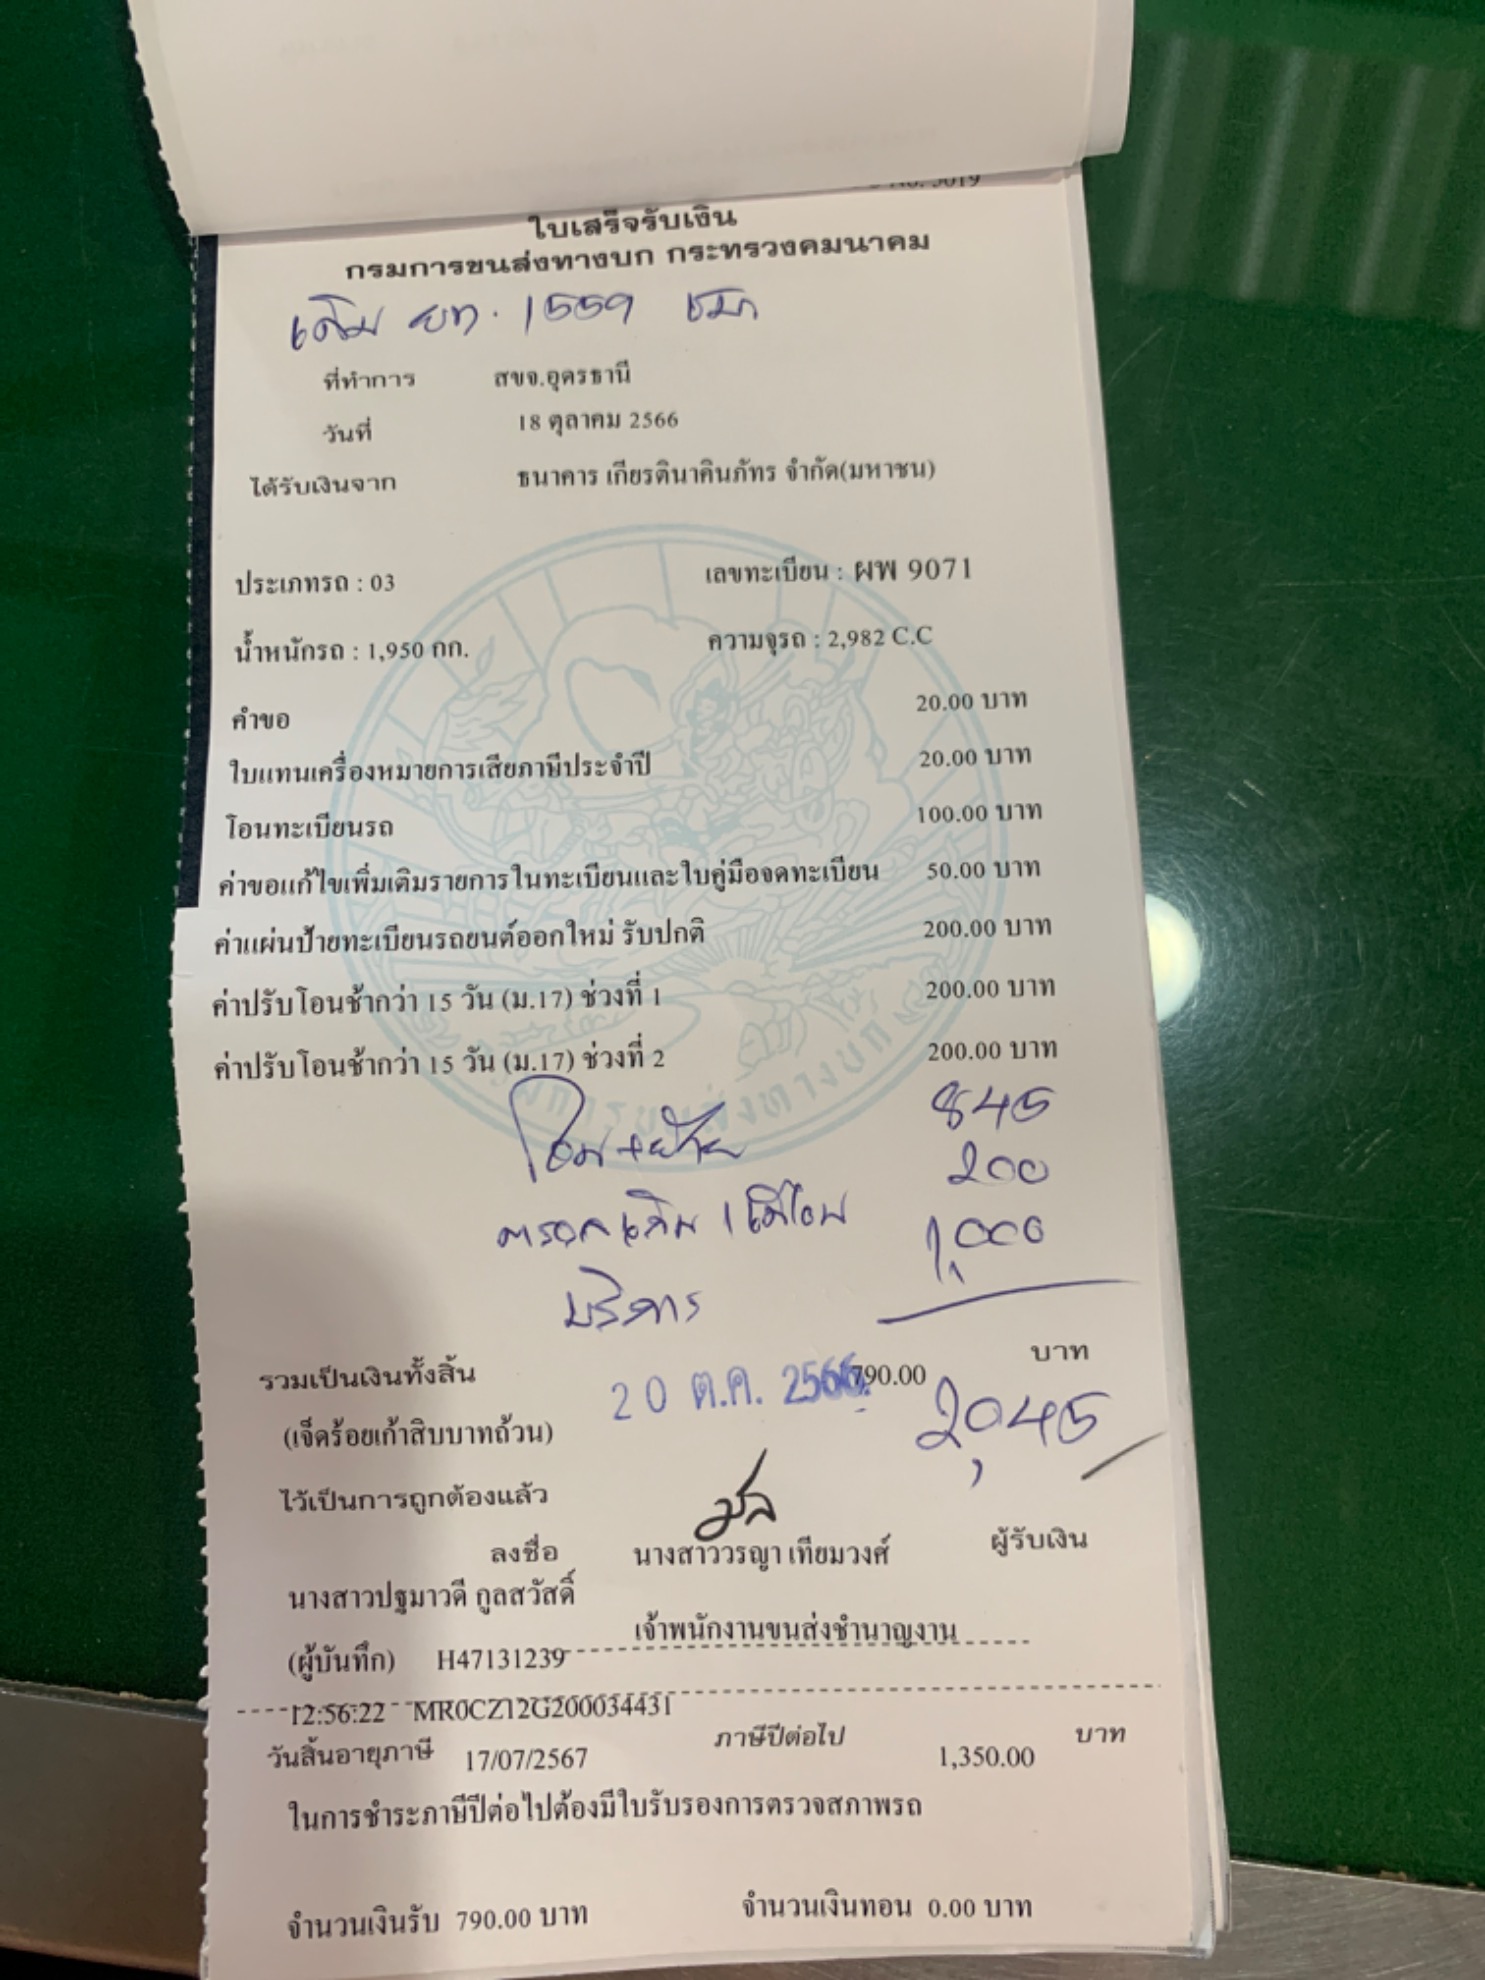 ใบเสร็จรับเงิน
กรมการขนส่งทางบก กระทรวงคมนาคม
เดิม ยท. 1559 ชม
ที่ทำการ สขจ.อุดรธานี
วันที่ 18 ตุลาคม 2566
ได้รับเงินจาก ธนาคาร เกียรตินาคินภัทร จำกัด(มหาชน)
ประเภทรถ : 03 เลขทะเบียน : ผพ 9071
น้ำหนักรถ : 1,950 กก. ความจุรถ : 2,982 C.C
คำขอ 20.00 บาท
ใบแทนเครื่องหมายการเสียภาษีประจำปี 20.00 บาท
โอนทะเบียนรถ 100.00 บาท
ค่าขอแก้ไขเพิ่มเติมรายการในทะเบียนและใบคู่มือจดทะเบียน 50.00 บาท
ค่าแผ่นป้ายทะเบียนรถยนต์ออกใหม่ รับปกติ 200.00 บาท
ค่าปรับโอนช้ากว่า 15 วัน (ม.17) ช่วงที่ 1 200.00 บาท
ค่าปรับโอนช้ากว่า 15 วัน (ม.17) ช่วงที่ 2 200.00 บาท
โอน+ย้าย 845
200
บริการ 1,000
รวมเป็นเงินทั้งสิ้น 20 ต.ค. 2566 790.00 บาท
(เจ็ดร้อยเก้าสิบบาทถ้วน) 2,045
ไว้เป็นการถูกต้องแล้ว
ลงชื่อ นางสาววรญา เทียมวงศ์ ผู้รับเงิน
นางสาวปฐมาวดี กูลสวัสดิ์
เจ้าพนักงานขนส่งชำนาญงาน
(ผู้บันทึก) H47131239
12:56:22 MR0CZ12G200034431
วันสิ้นอายุภาษี 17/07/2567 ภาษีปีต่อไป 1,350.00 บาท
ในการชำระภาษีปีต่อไปต้องมีใบรับรองการตรวจสภาพรถ
จำนวนเงินรับ 790.00 บาท จำนวนเงินทอน 0.00 บาท